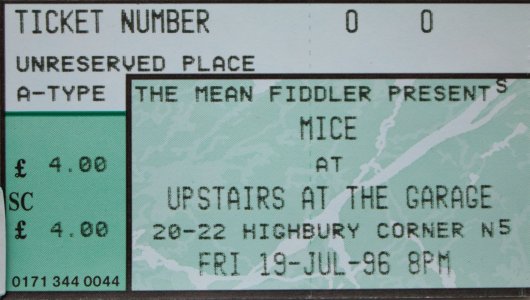 TICKET NUMBER 0 0
UNRESERVED PLACE
A-TYPE
THE MEAN FIDDLER PRESENTS
MICE
AT
UPSTAIRS AT THE GARAGE
20-22 HIGHBURY CORNER N5
FRI 19-JUL-96 8PM
£ 4.00
SC
£ 4.00
0171 344 0044